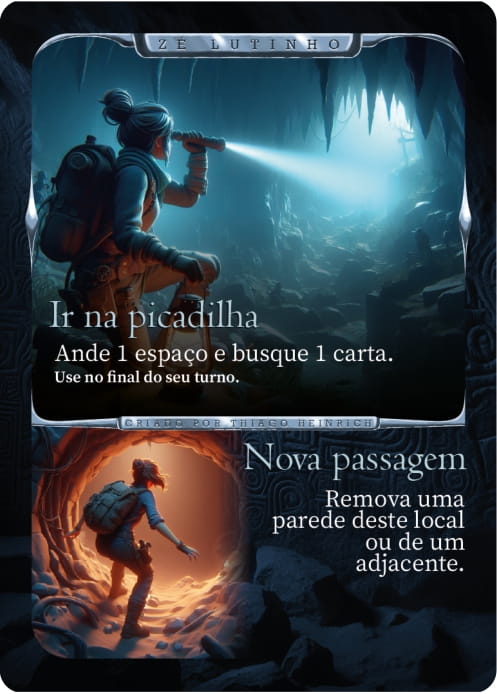 ZÉ LUTINHO
Ir na picadilha
Ande 1 espaço e busque 1 carta.
Use no final do seu turno.
CRIADO POR THIAGO HEINRICH
Nova passagem
Remova uma
parede deste local
ou de um
adjacente.